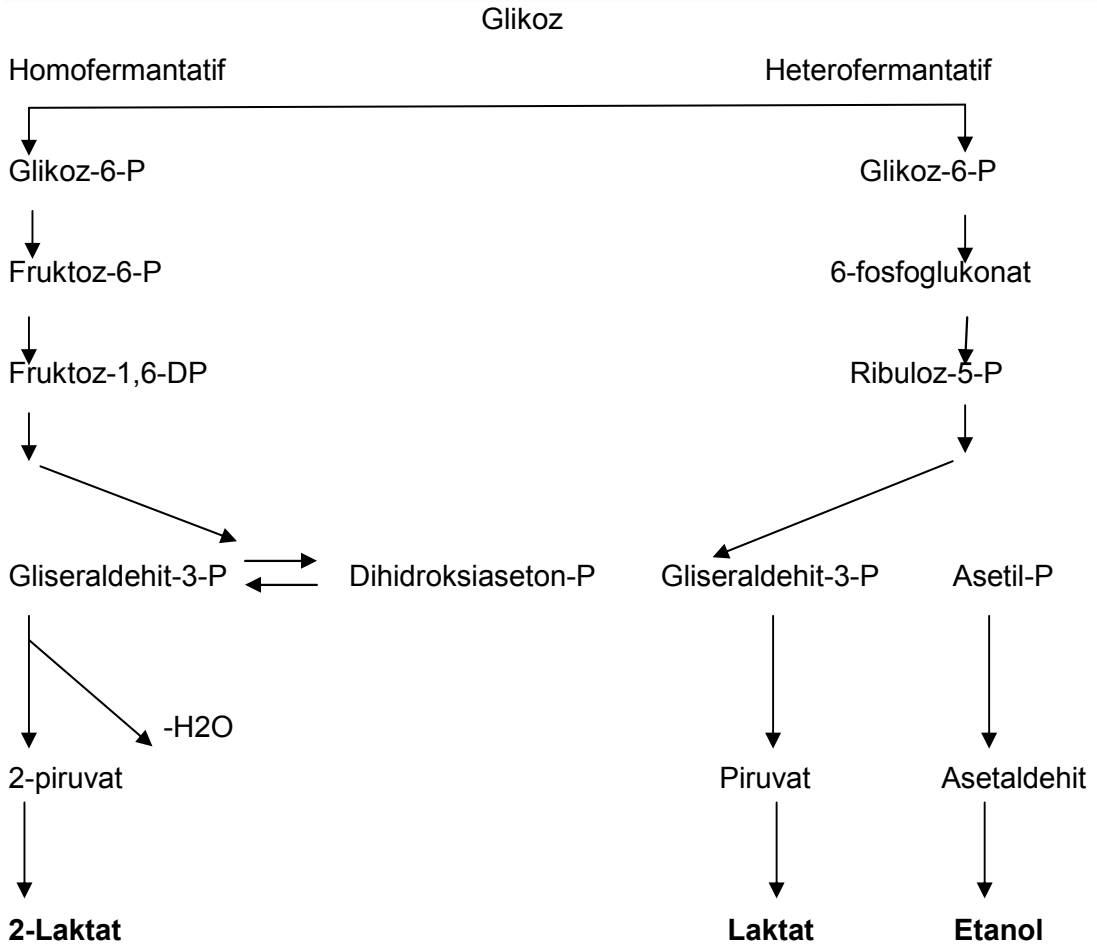 Glikoz
Homofermantatif Heterofermantatif
Glikoz-6-P Glikoz-6-P
Fruktoz-6-P 6-fosfoglukonat
Fruktoz-1,6-DP Ribuloz-5-P
Gliseraldehit-3-P Dihidroksiaseton-P Gliseraldehit-3-P Asetil-P
-H2O
2-piruvat Piruvat Asetaldehit
2-Laktat Laktat Etanol